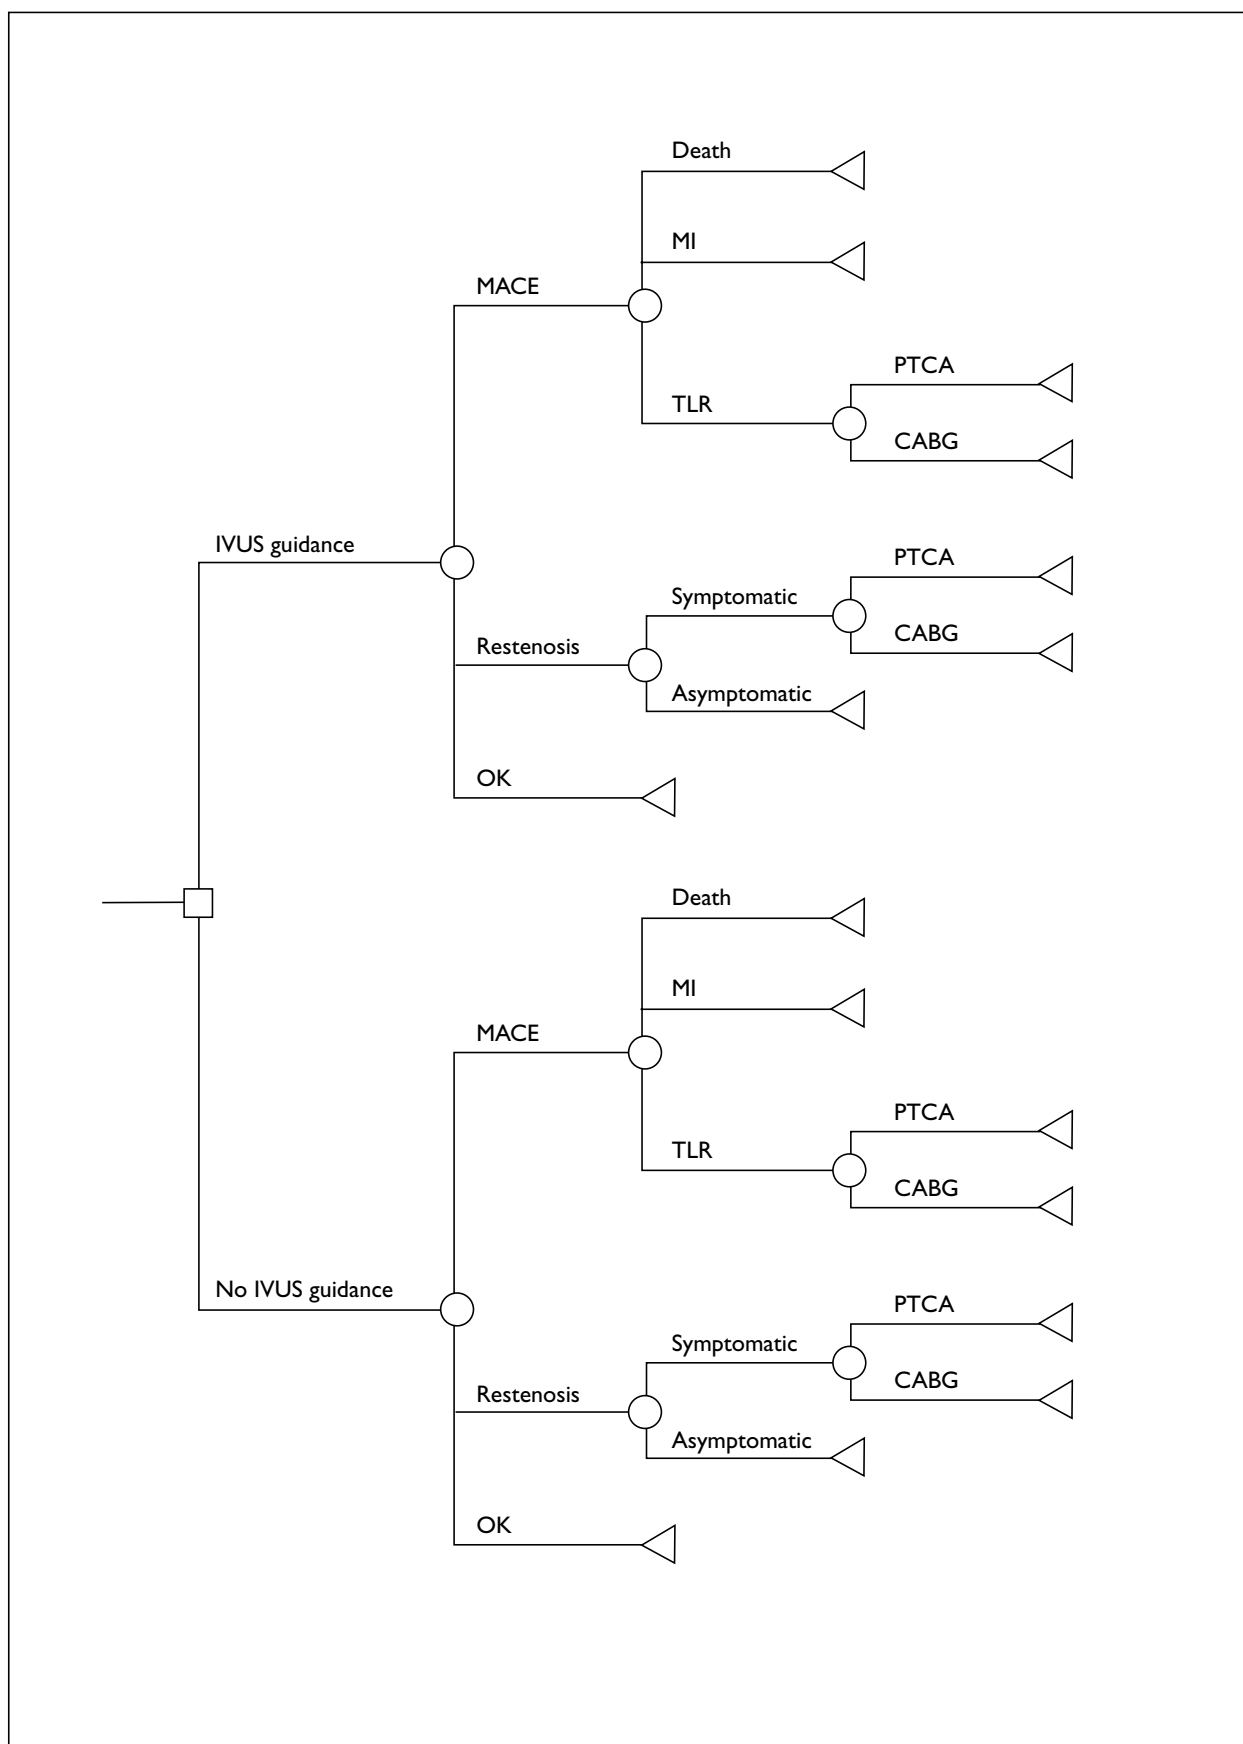 Death
MI
MACE
PTCA
TLR
CABG
IVUS guidance
PTCA
Symptomatic
CABG
Restenosis
Asymptomatic
OK
Death
MI
MACE
PTCA
TLR
CABG
No IVUS guidance
PTCA
Symptomatic
CABG
Restenosis
Asymptomatic
OK